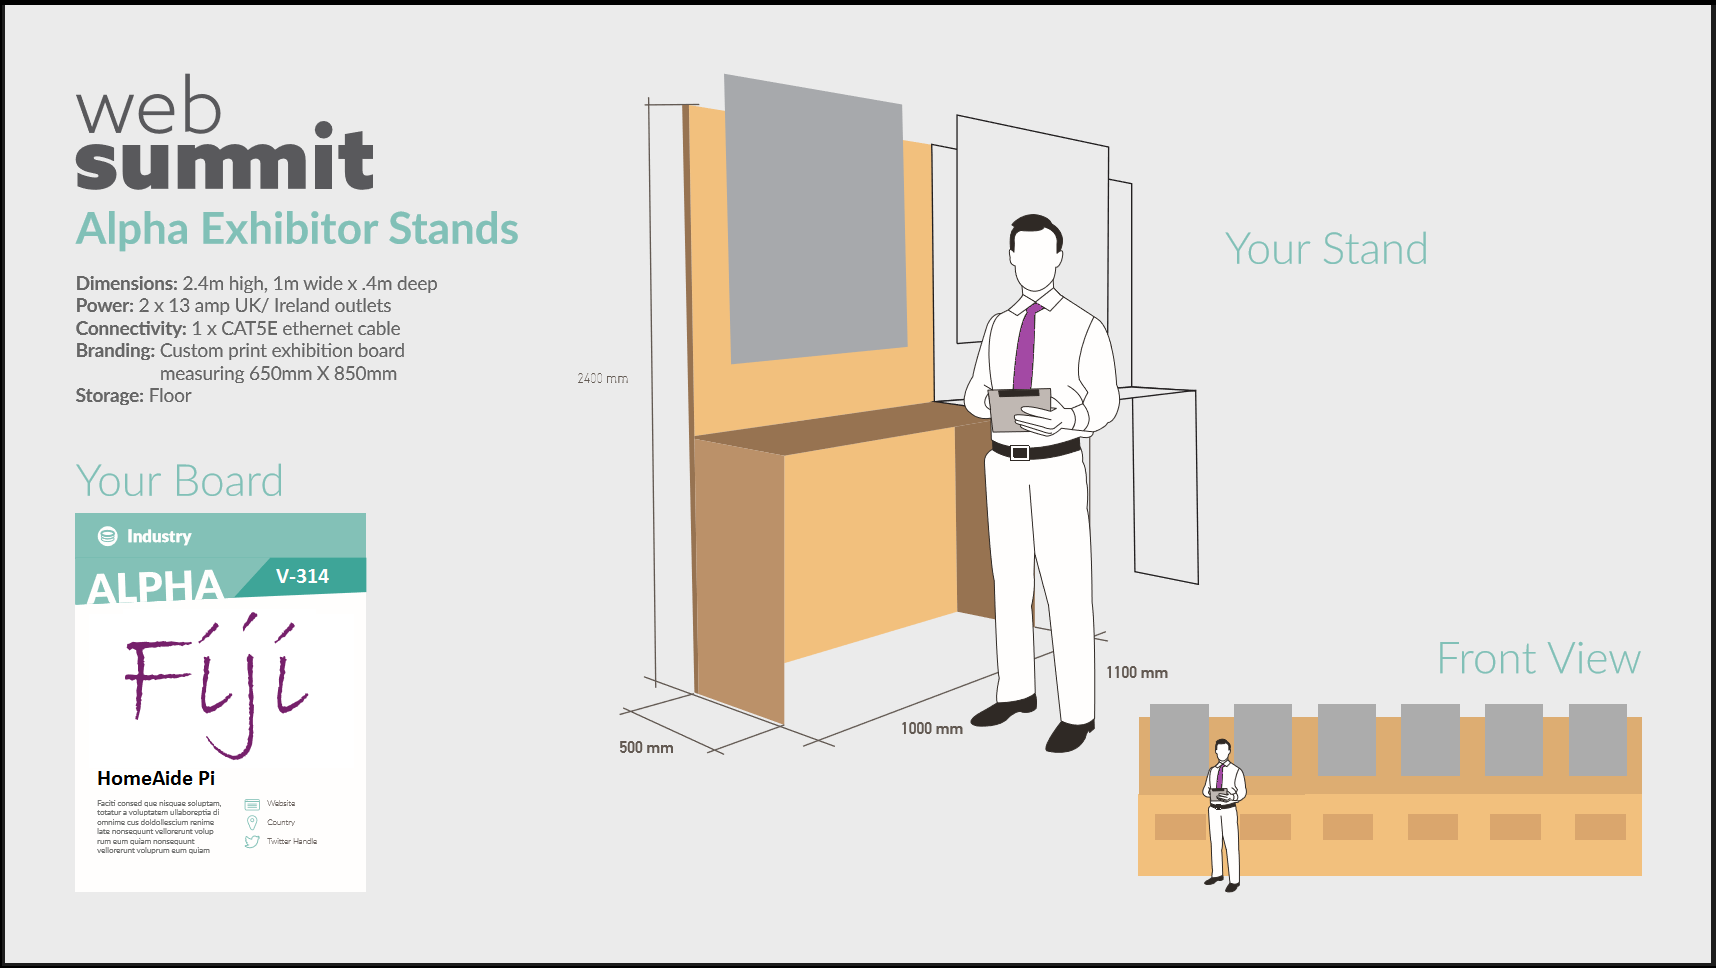 web
summit
Alpha Exhibitor Stands
Dimensions: 2.4m high, 1m wide x .4m deep
Power: 2 x 13 amp UK/ Ireland outlets
Connectivity: 1 x CAT5E ethernet cable
Branding: Custom print exhibition board
measuring 650mm X 850mm
Storage: Floor
Your Board
Industry
ALPHA
V-314
Fiji
HomeAide Pi
Faciti consed que nisquae soluptam,
totatur a voluptatem ullaboreptia di
omnime cus doldollescium renime
late nonsequunt vellorerunt volup
rum eum quiam nonsequunt
vellorerunt voluprum eum quiam
Website
Country
Twitter Handle
2400 mm
500 mm
1000 mm
1100 mm
Your Stand
Front View